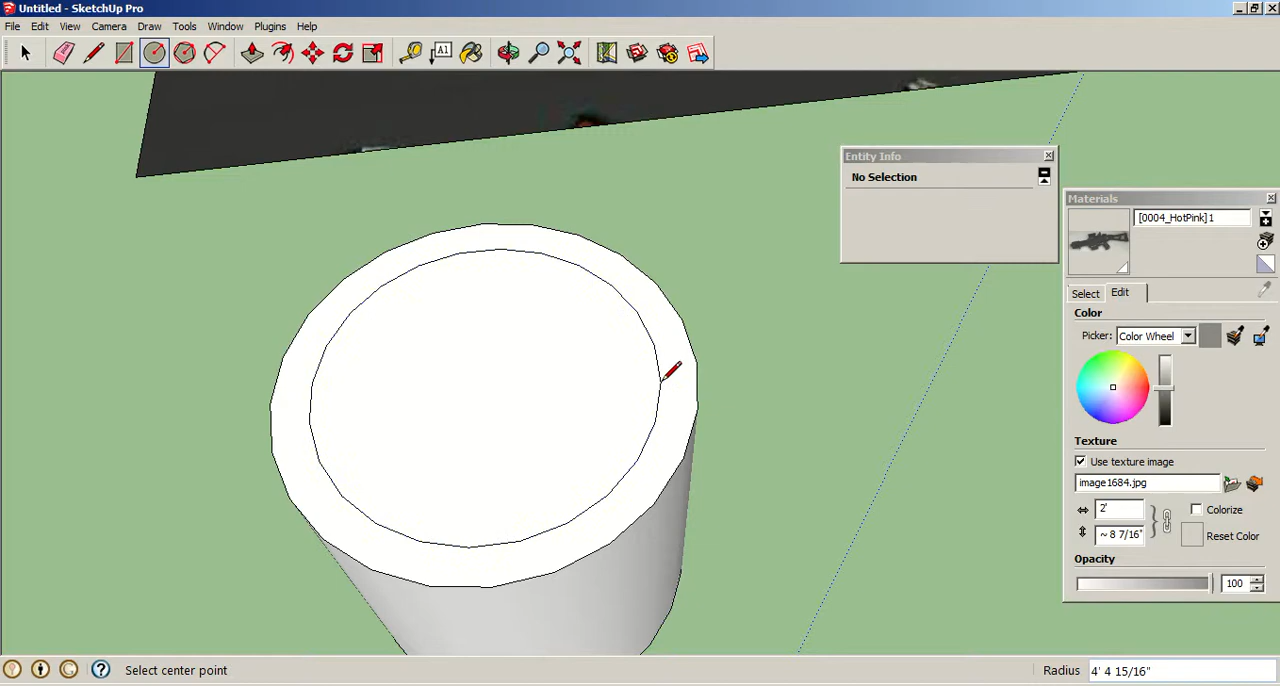 Untitled - SketchUp Pro
File Edit View Camera Draw Tools Window Plugins Help
A1
Entity Info
No Selection
Materials
[0004_HotPink]1
Select Edit
Color
Picker: Color Wheel
Texture
Use texture image
image1684.jpg
2'
Colorize
~ 8 7/16"
Reset Color
Opacity
100
Select center point
Radius 4' 4 15/16"